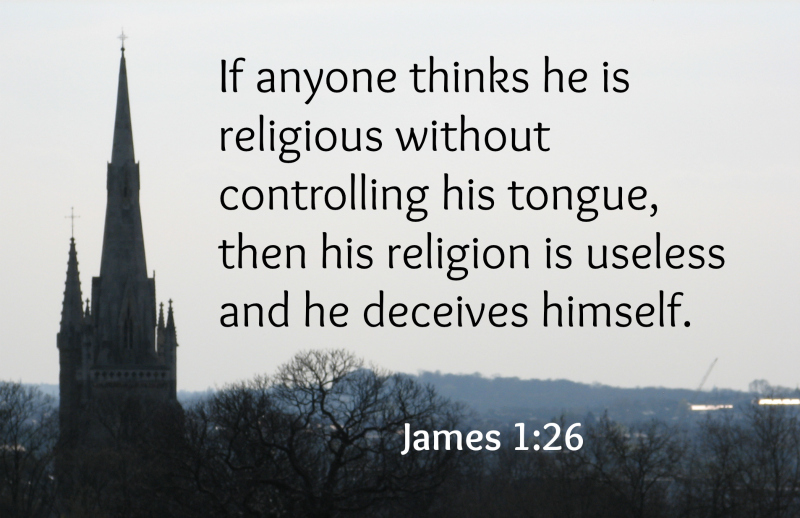 If anyone thinks he is
religious without
controlling his tongue,
then his religion is useless
and he deceives himself.
James 1:26